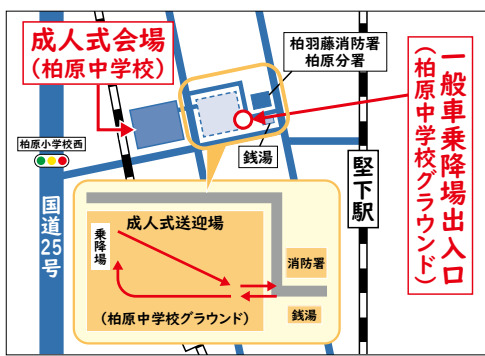 成人式会場
(柏原中学校)
柏羽藤消防署
柏原分署
銭湯
一般車乗降場出入口
(柏原中学校グラウンド)
柏原小学校西
国道25号
堅下駅
成人式送迎場
乗降場
消防署
銭湯
(柏原中学校グラウンド)